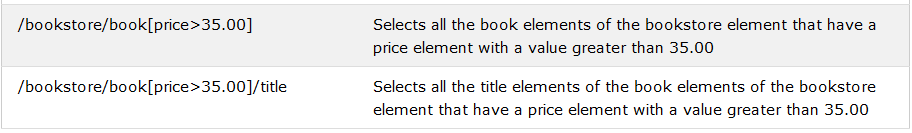 /bookstore/book[price>35.00] Selects all the book elements of the bookstore element that have a
price element with a value greater than 35.00
/bookstore/book[price>35.00]/title Selects all the title elements of the book elements of the bookstore
element that have a price element with a value greater than 35.00